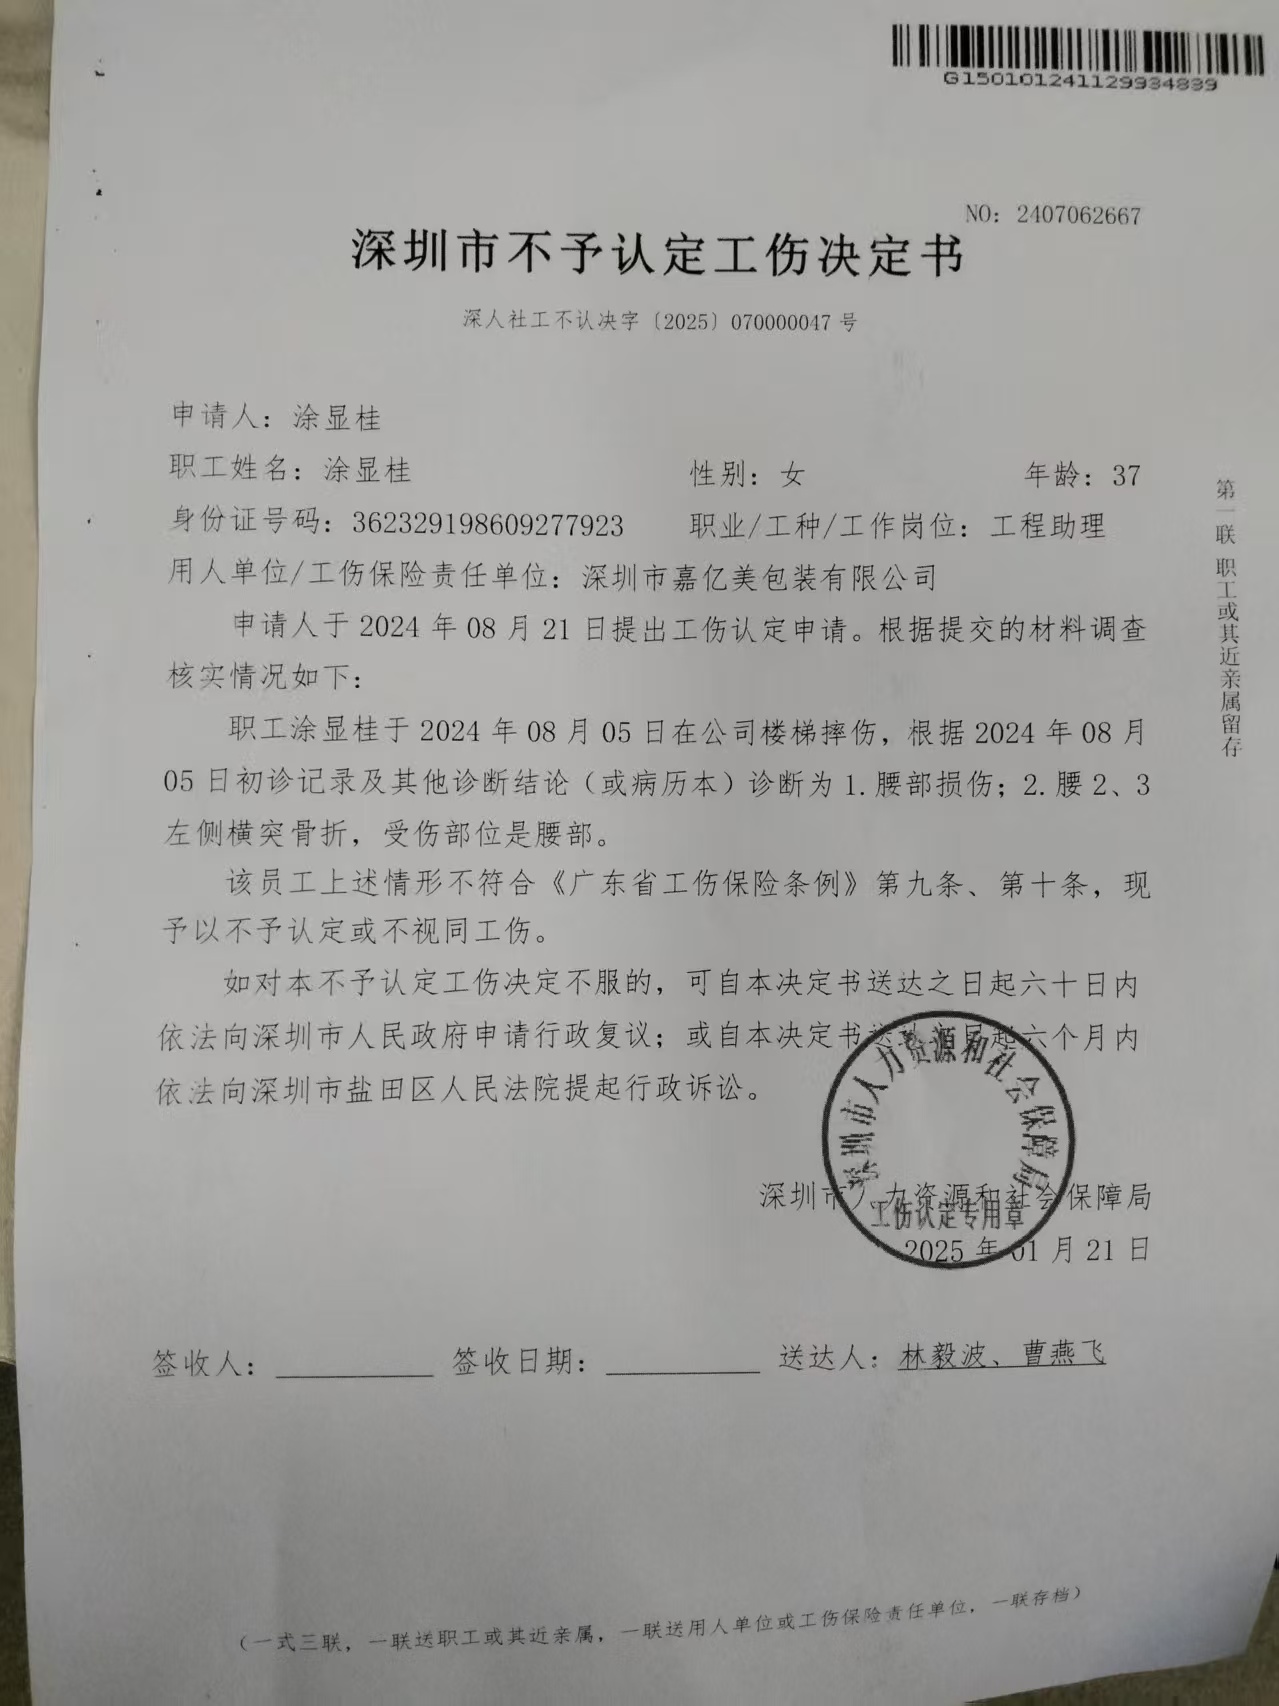 G150101241129934839
NO：2407062667
深圳市不予认定工伤决定书
深人社工不认决字〔2025〕070000047 号
申请人：涂显桂
职工姓名：涂显桂 性别：女 年龄：37
身份证号码：362329198609277923 职业/工种/工作岗位：工程助理
用人单位/工伤保险责任单位：深圳市嘉亿美包装有限公司
申请人于 2024 年 08 月 21 日提出工伤认定申请。根据提交的材料调查
核实情况如下：
职工涂显桂于 2024 年 08 月 05 日在公司楼梯摔伤，根据 2024 年 08 月
05 日初诊记录及其他诊断结论（或病历本）诊断为 1.腰部损伤；2.腰 2、3
左侧横突骨折，受伤部位是腰部。
该员工上述情形不符合《广东省工伤保险条例》第九条、第十条，现
予以不予认定或不视同工伤。
如对本不予认定工伤决定不服的，可自本决定书送达之日起六十日内
依法向深圳市人民政府申请行政复议；或自本决定书送达之日起六个月内
依法向深圳市盐田区人民法院提起行政诉讼。
深圳市人力资源和社会保障局
工伤认定专用章
深圳市人力资源和社会保障局
2025 年 01 月 21 日
签收人： 签收日期： 送达人：林毅波、曹燕飞
（一式三联，一联送职工或其近亲属，一联送用人单位或工伤保险责任单位，一联存档）
第一联 职工或其近亲属留存